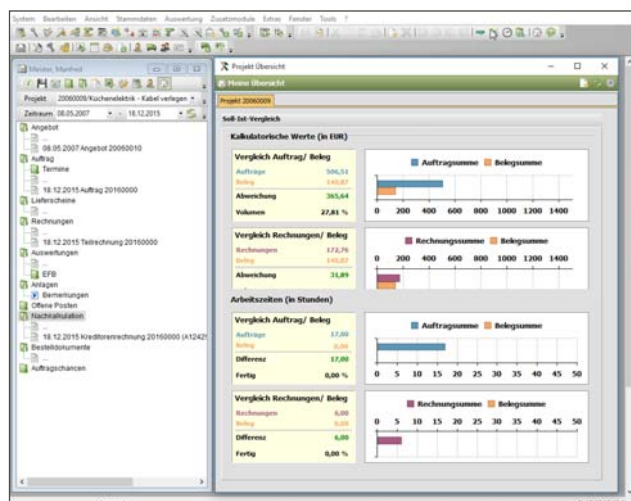 System Bearbeiten Ansicht Stammdaten Auswertung Zusatzmodule Extras Fenster Tools ?
Meister, Manfred
Projekt 20060009/Küchenelektrik - Kabel verlegen
Zeitraum 08.05.2007 - 18.12.2015
Angebot
...
08.05.2007 Angebot 20060010
Auftrag
Termine
...
18.12.2015 Auftrag 20160000
Lieferscheine
...
Rechnungen
...
18.12.2015 Teilrechnung 20160000
Auswertungen
...
EFB
Anlagen
Bemerkungen
Offene Posten
Nachkalkulation
...
18.12.2015 Kreditorenrechnung 20160000 (A1242
Bestelldokumente
...
Auftragschancen
Projekt Übersicht
Meine Übersicht
Projekt 20060009
Soll-Ist-Vergleich
Kalkulatorische Werte (in EUR)
Vergleich Auftrag/ Beleg
Aufträge 506,51
Beleg 140,87
Abweichung 365,64
Volumen 27,81 %
Auftragsumme Belegsumme
0 200 400 600 800 1000 1200 1400
Vergleich Rechnungen/ Beleg
Rechnungen 172,76
Beleg 140,87
Abweichung 31,89
Rechnungssumme Belegsumme
0 200 400 600 800 1000 1200 1400
Arbeitszeiten (in Stunden)
Vergleich Auftrag/ Beleg
Aufträge 17,00
Beleg 0,00
Differenz 17,00
Fertig 0,00 %
Auftragsumme Belegsumme
0 5 10 15 20 25 30 35 40 45 50
Vergleich Rechnungen/ Beleg
Rechnungen 6,00
Beleg 0,00
Differenz 6,00
Fertig 0,00 %
Rechnungsumme Belegsumme
0 5 10 15 20 25 30 35 40 45 50